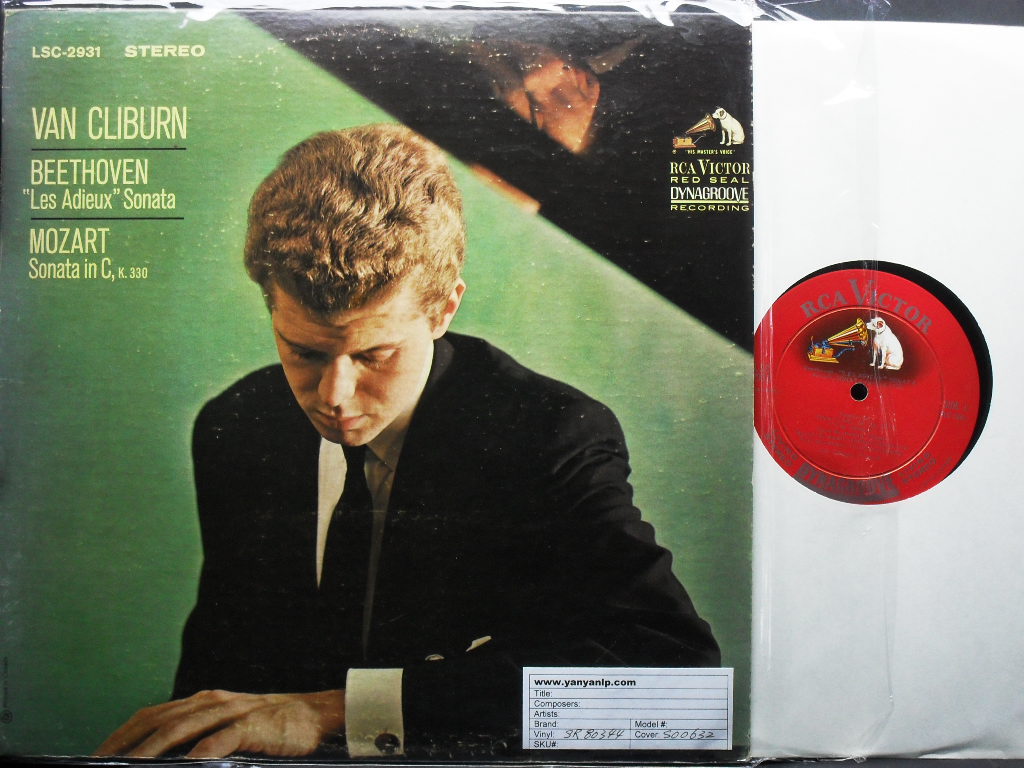 LSC-2931 STEREO
VAN CLIBURN
BEETHOVEN
"Les Adieux" Sonata
MOZART
Sonata in C, K. 330
"HIS MASTER'S VOICE"
RCA VICTOR
RED SEAL
DYNAGROOVE
RECORDING
RCA VICTOR
www.yanyanlp.com
Title:
Composers:
Artists:
Brand: Model #:
Vinyl: SR 80344 Cover: S00632
SKU#: